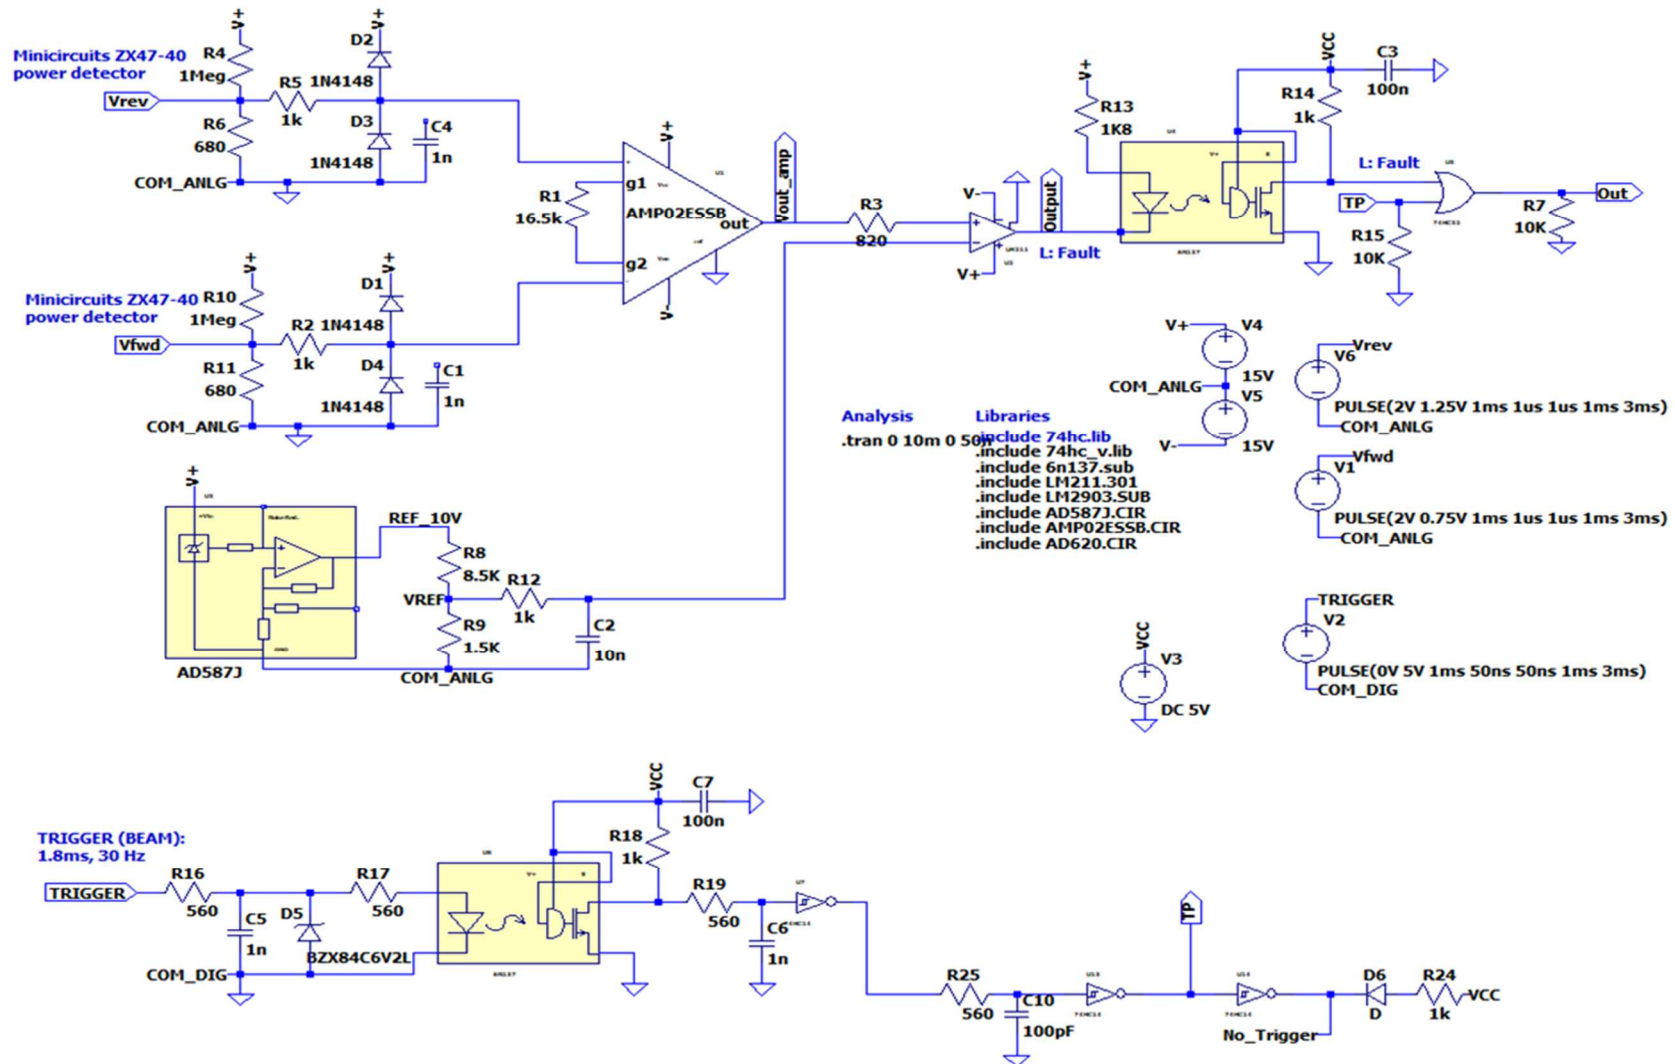 Minicircuits ZX47-40
power detector
Vrev
V+
R4
1Meg
R5
1k
R6
680
COM_ANLG
V+
D2
1N4148
D3
1N4148
C4
1n
Minicircuits ZX47-40
power detector
Vfwd
V+
R10
1Meg
R2
1k
R11
680
COM_ANLG
V+
D1
1N4148
D4
1N4148
C1
1n
R1
16.5k
g1
g2
V+
U1
AMP02ESSB
out
V-
Vout_amp
R3
820
V-
V+
LM311
Output
L: Fault
V+
R13
1K8
V+
6N137
VCC
C3
100n
R14
1k
L: Fault
TP
R15
10K
R7
10K
Out
V+
AD587J
REF_10V
R8
8.5K
VREF
R9
1.5K
R12
1k
C2
10n
COM_ANLG
Analysis
.tran 0 10m 0 50n
Libraries
.include 74hc.lib
.include 74hc_v.lib
.include 6n137.sub
.include LM211.301
.include LM2903.SUB
.include AD587J.CIR
.include AMP02ESSB.CIR
.include AD620.CIR
V+
V4
15V
COM_ANLG
V5
V-
15V
Vrev
V6
PULSE(2V 1.25V 1ms 1us 1us 1ms 3ms)
COM_ANLG
Vfwd
V1
PULSE(2V 0.75V 1ms 1us 1us 1ms 3ms)
COM_ANLG
VCC
V3
DC 5V
TRIGGER
V2
PULSE(0V 5V 1ms 50ns 50ns 1ms 3ms)
COM_DIG
TRIGGER (BEAM):
1.8ms, 30 Hz
TRIGGER
R16
560
C5
1n
D5
BZX84C6V2L
R17
560
COM_DIG
V+
6N137
VCC
C7
100n
R18
1k
R19
560
C6
1n
74HC14
R25
560
C10
100pF
74HC14
TP
74HC14
No_Trigger
D6
D
R24
1k
VCC